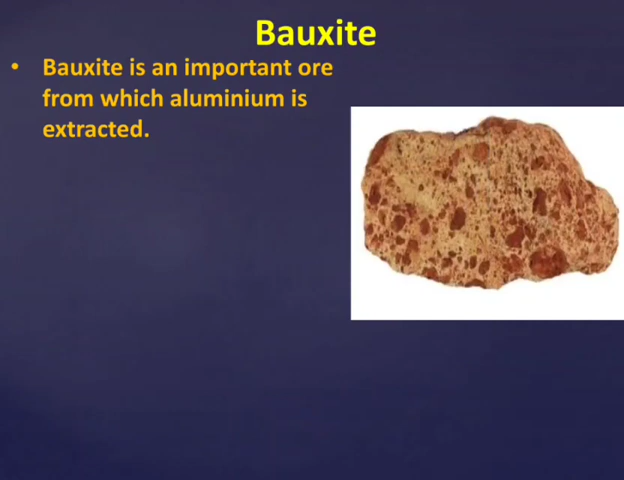 Bauxite
• Bauxite is an important ore
from which aluminium is
extracted.